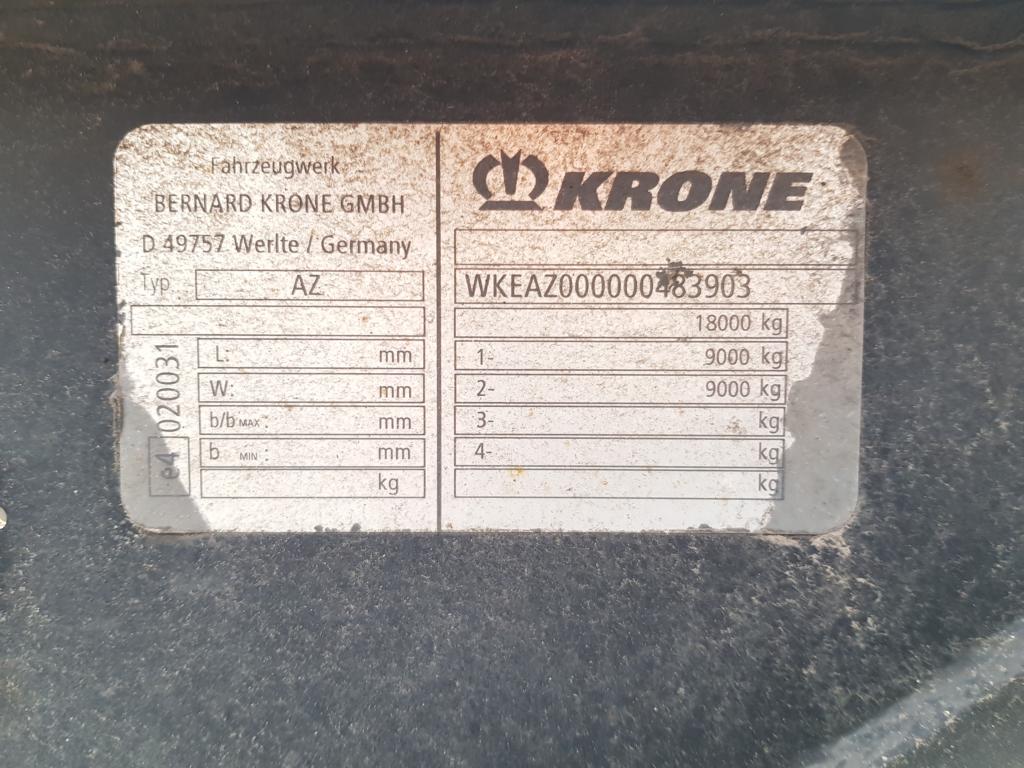 Fahrzeugwerk
BERNARD KRONE GMBH
D 49757 Werlte / Germany
Typ AZ
L: mm
W: mm
b/b MAX : mm
b MIN : mm
kg
e4 020031
KRONE
WKEAZ000000483903
18000 kg
1- 9000 kg
2- 9000 kg
3- kg
4- kg
kg